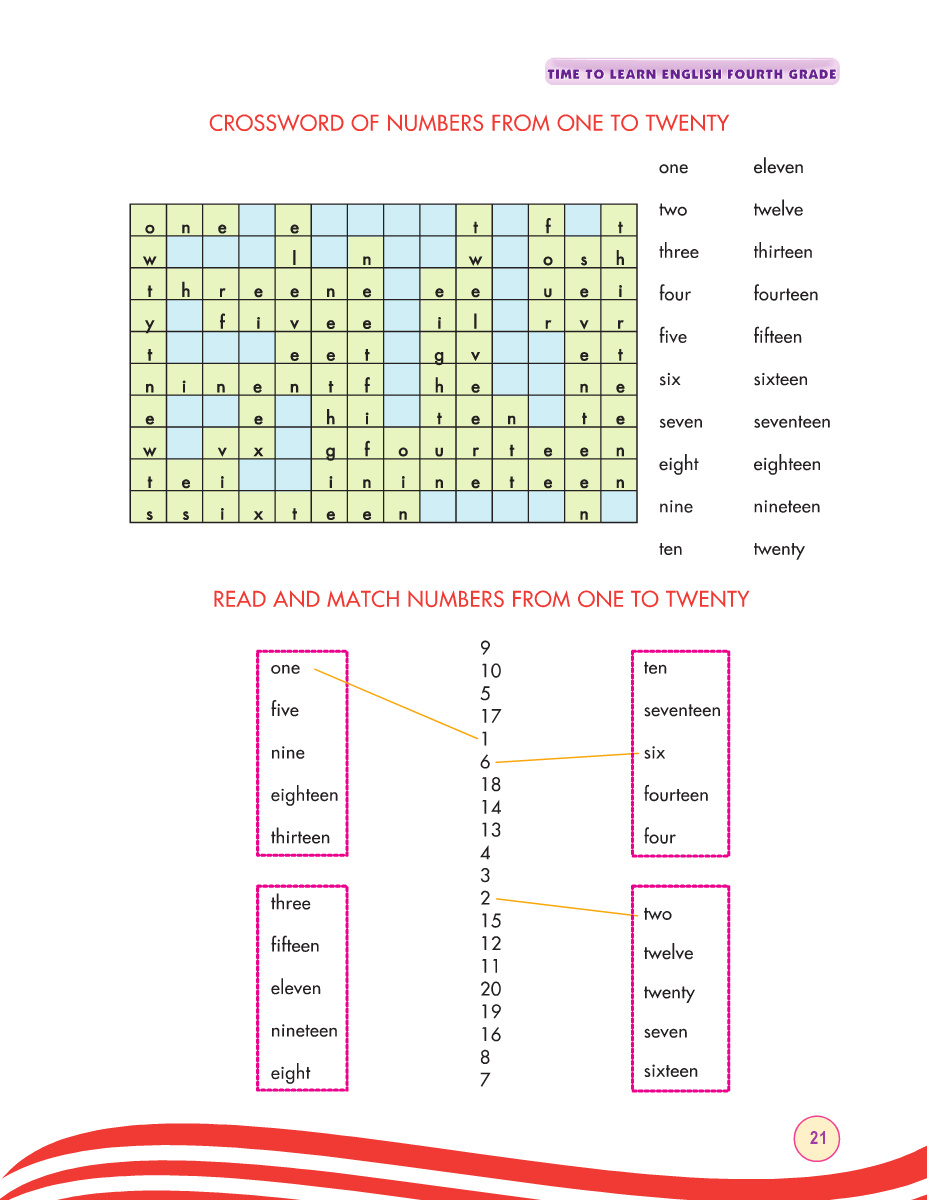 TIME TO LEARN ENGLISH FOURTH GRADE
CROSSWORD OF NUMBERS FROM ONE TO TWENTY
o n e e t f t
w l n w o s h
t h r e e n e e e u e i
y f i v e e i l r v r
t e e t g v e t
n i n e n t f h e n e
e e h i t e n t e
w v x g f o u r t e e n
t e i i n i n e t e e n
s s i x t e e n n
one eleven
two twelve
three thirteen
four fourteen
five fifteen
six sixteen
seven seventeen
eight eighteen
nine nineteen
ten twenty
READ AND MATCH NUMBERS FROM ONE TO TWENTY
one
five
nine
eighteen
thirteen
three
fifteen
eleven
nineteen
eight
9
10
5
17
1
6
18
14
13
4
3
2
15
12
11
20
19
16
8
7
ten
seventeen
six
fourteen
four
two
twelve
twenty
seven
sixteen
21